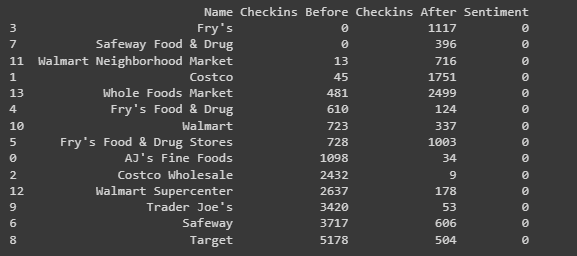 Name Checkins Before Checkins After Sentiment
3 Fry's 0 1117 0
7 Safeway Food & Drug 0 396 0
11 Walmart Neighborhood Market 13 716 0
1 Costco 45 1751 0
13 Whole Foods Market 481 2499 0
4 Fry's Food & Drug 610 124 0
10 Walmart 723 337 0
5 Fry's Food & Drug Stores 728 1003 0
0 AJ's Fine Foods 1098 34 0
2 Costco Wholesale 2432 9 0
12 Walmart Supercenter 2637 178 0
9 Trader Joe's 3420 53 0
6 Safeway 3717 606 0
8 Target 5178 504 0